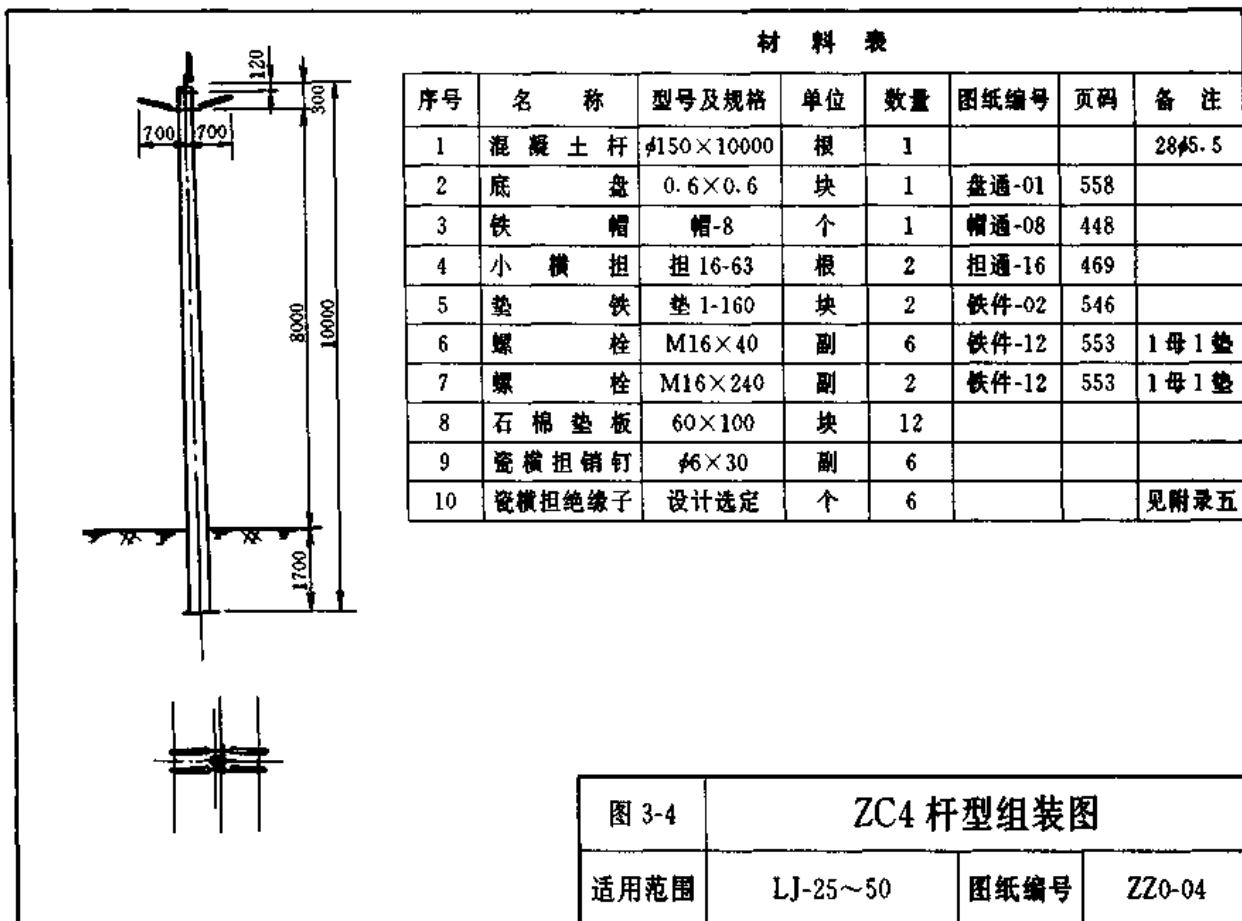 材 料 表
序号 名 称 型号及规格 单位 数量 图纸编号 页码 备 注
1 混 凝 土 杆 ϕ150×10000 根 1 28ϕ5.5
2 底 盘 0.6×0.6 块 1 盘通-01 558
3 铁 帽 帽-8 个 1 帽通-08 448
4 小 横 担 担 16-63 根 2 担通-16 469
5 垫 铁 垫 1-160 块 2 铁件-02 546
6 螺 栓 M16×40 副 6 铁件-12 553 1 母 1 垫
7 螺 栓 M16×240 副 2 铁件-12 553 1 母 1 垫
8 石 棉 垫 板 60×100 块 12
9 瓷 横 担 销 钉 ϕ6×30 副 6
10 瓷横担绝缘子 设计选定 个 6 见附录五
120
300
700 700
8000
10000
1700
图 3-4 ZC4 杆型组装图
适用范围 LJ-25～50 图纸编号 ZZ0-04